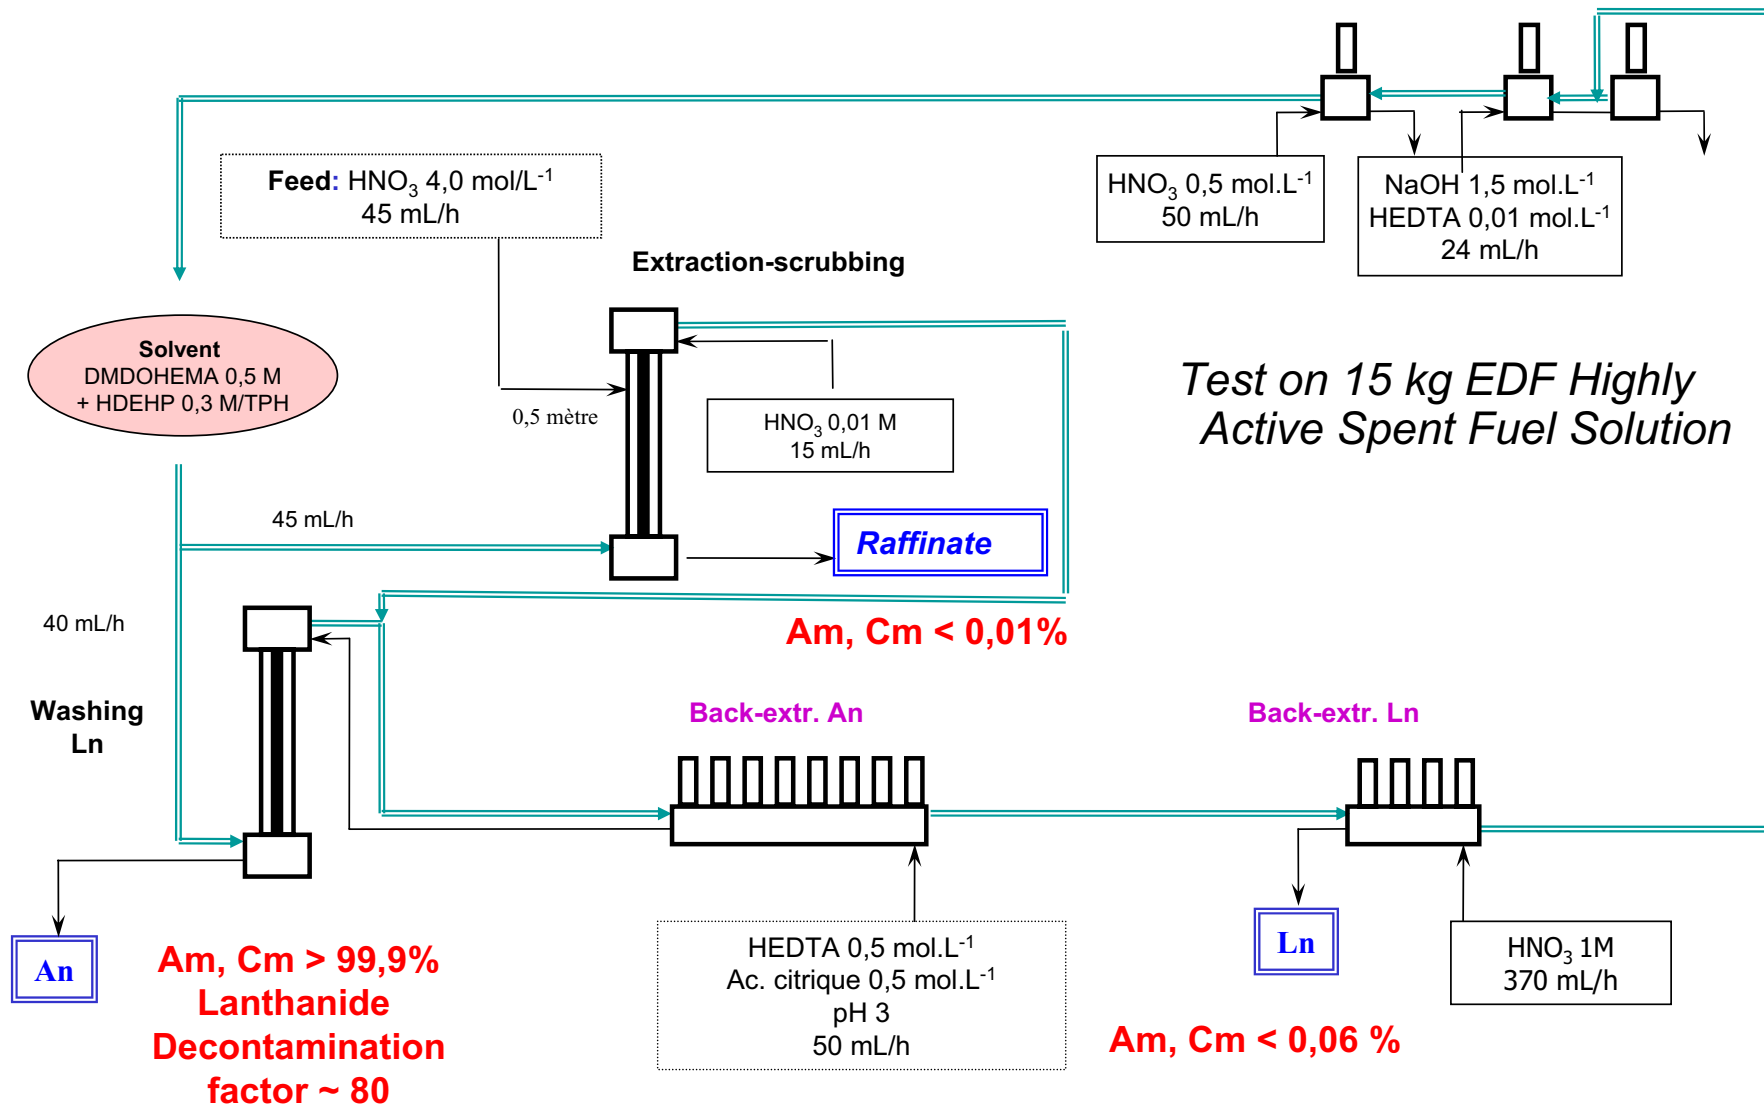 Feed: HNO3 4,0 mol/L-1
45 mL/h
HNO3 0,5 mol.L-1
50 mL/h
NaOH 1,5 mol.L-1
HEDTA 0,01 mol.L-1
24 mL/h
Extraction-scrubbing
Solvent
DMDOHEMA 0,5 M
+ HDEHP 0,3 M/TPH
0,5 mètre
HNO3 0,01 M
15 mL/h
Test on 15 kg EDF Highly
Active Spent Fuel Solution
45 mL/h
Raffinate
40 mL/h
Am, Cm < 0,01%
Washing
Ln
Back-extr. An
Back-extr. Ln
An
Am, Cm > 99,9%
Lanthanide
Decontamination
factor ~ 80
HEDTA 0,5 mol.L-1
Ac. citrique 0,5 mol.L-1
pH 3
50 mL/h
Ln
HNO3 1M
370 mL/h
Am, Cm < 0,06 %